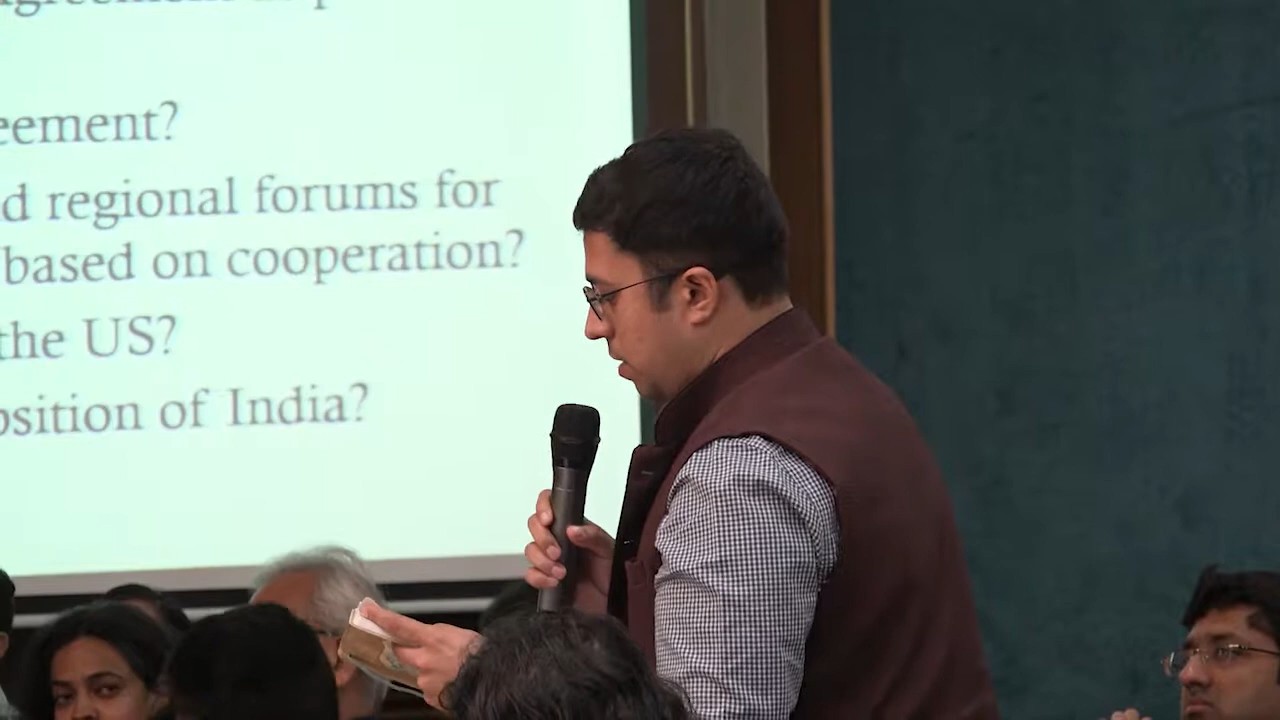 eement?
d regional forums for
based on cooperation?
the US?
osition of India?